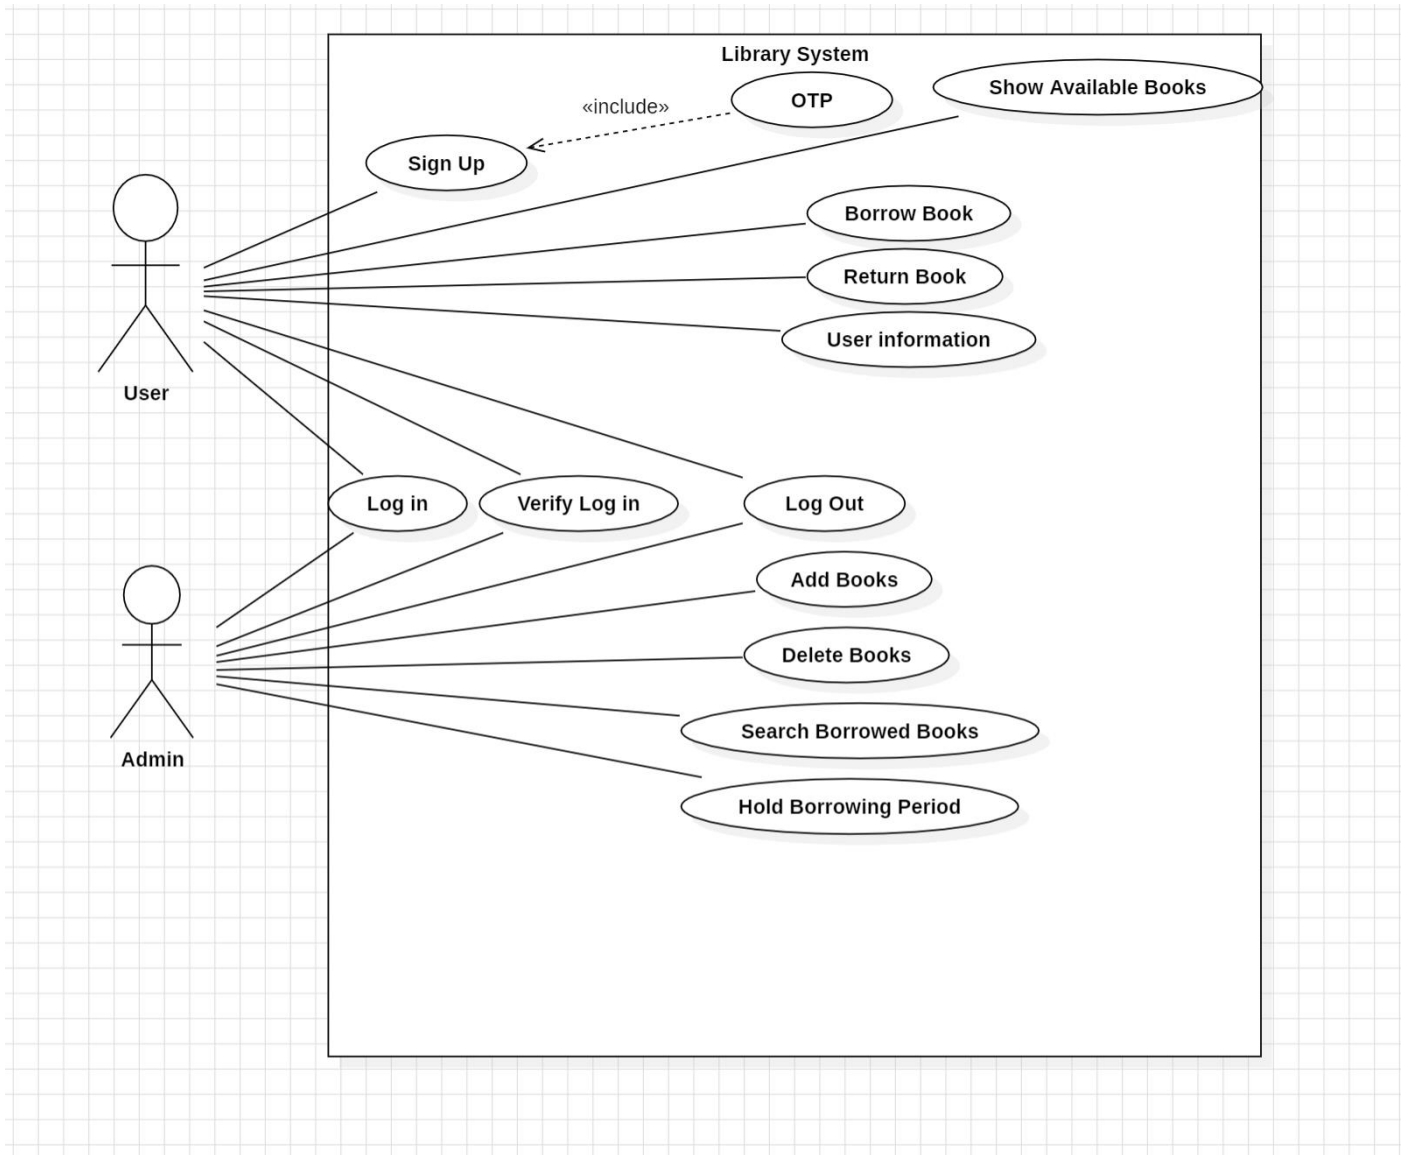 Library System
OTP
Show Available Books
«include»
Sign Up
Borrow Book
Return Book
User information
User
Log in
Verify Log in
Log Out
Add Books
Delete Books
Search Borrowed Books
Admin
Hold Borrowing Period